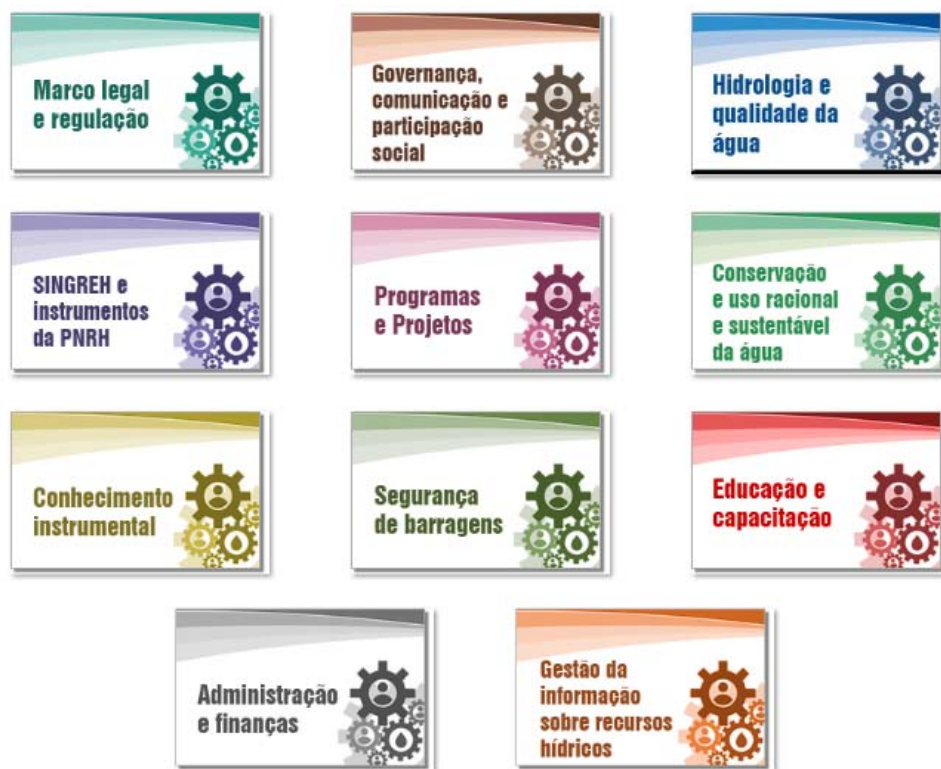 Marco legal
e regulação
Governança,
comunicação e
participação
social
Hidrologia e
qualidade da
água
SINGREH e
instrumentos
da PNRH
Programas
e Projetos
Conservação
e uso racional
e sustentável
da água
Conhecimento
instrumental
Segurança
de barragens
Educação e
capacitação
Administração
e finanças
Gestão da
informação
sobre recursos
hídricos